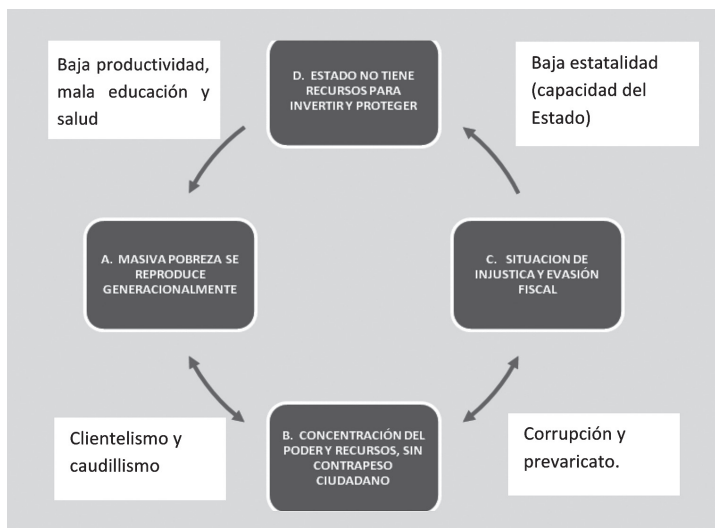 Baja productividad,
mala educación y
salud
D. ESTADO NO TIENE
RECURSOS PARA
INVERTIR Y PROTEGER
Baja estatalidad
(capacidad del
Estado)
A. MASIVA POBREZA SE
REPRODUCE
GENERACIONALMENTE
C. SITUACION DE
INJUSTICA Y EVASIÓN
FISCAL
Clientelismo y
caudillismo
B. CONCENTRACIÓN DEL
PODER Y RECURSOS, SIN
CONTRAPESO
CIUDADANO
Corrupción y
prevaricato.